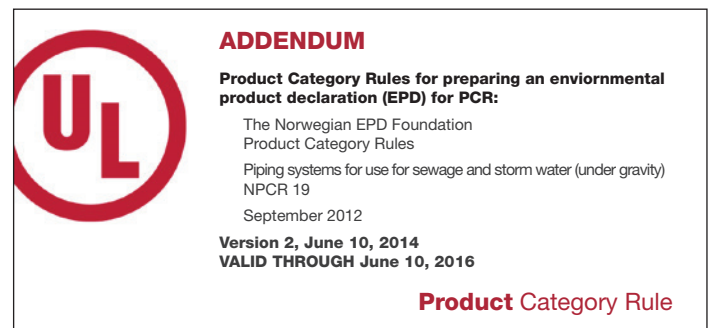 UL
ADDENDUM
Product Category Rules for preparing an enviornmental
product declaration (EPD) for PCR:
The Norwegian EPD Foundation
Product Category Rules
Piping systems for use for sewage and storm water (under gravity)
NPCR 19
September 2012
Version 2, June 10, 2014
VALID THROUGH June 10, 2016
Product Category Rule